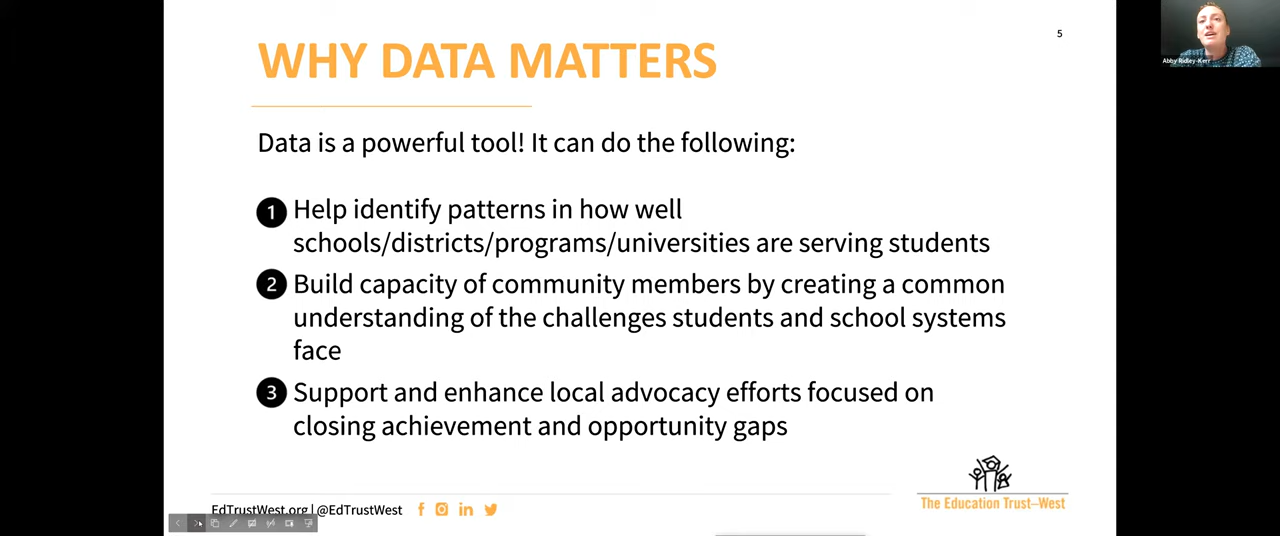 WHY DATA MATTERS
5
Abby Ridley-Kerr
Data is a powerful tool! It can do the following:
1 Help identify patterns in how well
schools/districts/programs/universities are serving students
2 Build capacity of community members by creating a common
understanding of the challenges students and school systems
face
3 Support and enhance local advocacy efforts focused on
closing achievement and opportunity gaps
EdTrustWest.org | @EdTrustWest
The Education Trust—West